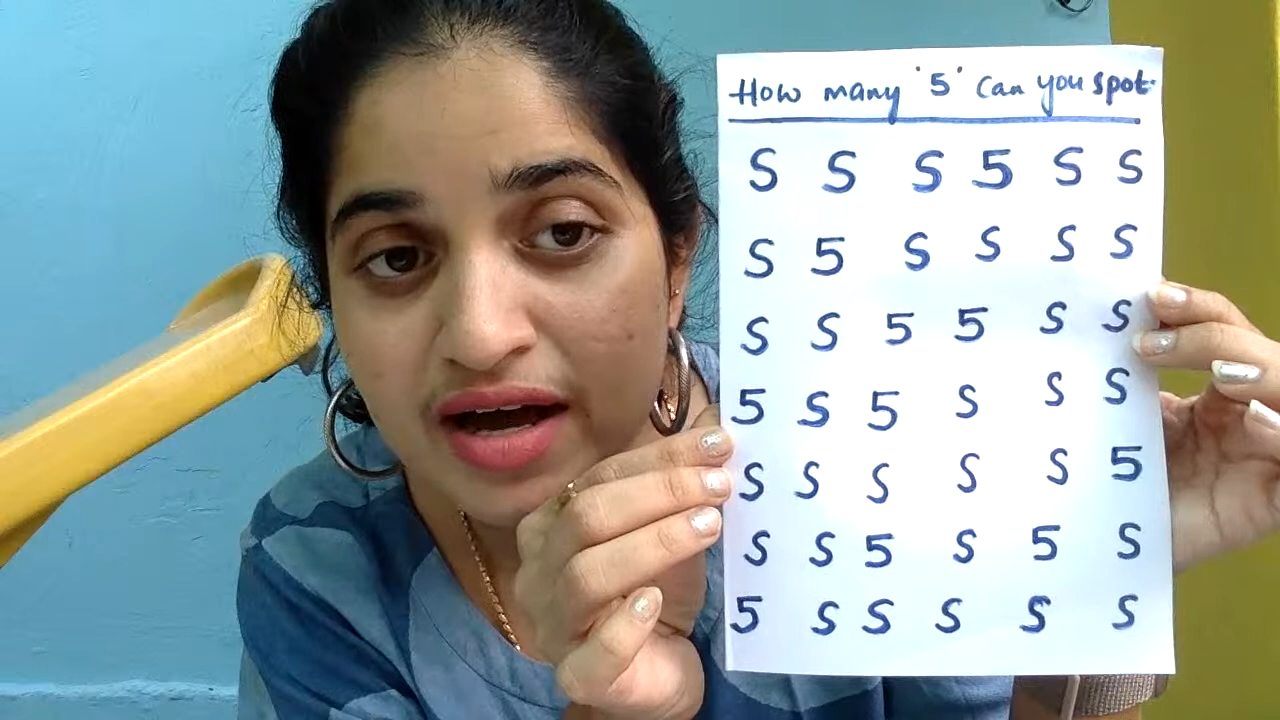 How many '5' can you spot.
S S S 5 S S
S 5 S S S S
S S 5 5 S S
5 S 5 S S S
S S S S S 5
S S 5 S 5 S
5 S S S S S